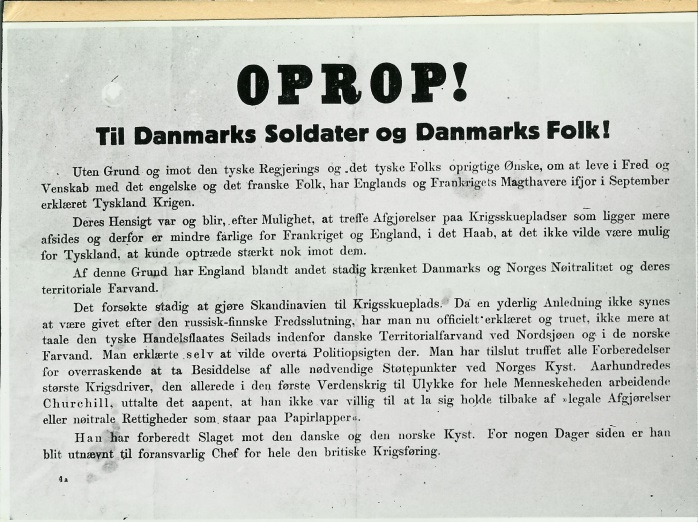 OPROP!
Til Danmarks Soldater og Danmarks Folk!
Uten Grund og imot den tyske Regjerings og det tyske Folks oprigtige Ønske, om at leve i Fred og
Venskab med det engelske og det franske Folk, har Englands og Frankrigets Magthavere ifjor i September
erklæret Tyskland Krigen.
Deres Hensigt var og blir, efter Mulighet, at treffe Afgjørelser paa Krigsskuepladser som ligger mere
afsides og derfor er mindre farlige for Frankriget og England, i det Haab, at det ikke vilde være mulig
for Tyskland, at kunde optræde stærkt nok imot dem.
Af denne Grund har England blandt andet stadig krænket Danmarks og Norges Nøitralitæt og deres
territoriale Farvand.
Det forsøkte stadig at gjøre Skandinavien til Krigsskueplads. Da en yderlig Anledning ikke synes
at være givet efter den russisk-finnske Fredsslutning, har man nu officielt erklæret og truet, ikke mere at
taale den tyske Handelsflaates Seilads indenfor danske Territorialfarvand ved Nordsjøen og i de norske
Farvand. Man erklærte selv at vilde overta Politiopsigten der. Man har tilslut truffet alle Forberedelser
for overraskende at ta Besiddelse af alle nødvendige Støtepunkter ved Norges Kyst. Aarhundredes
største Krigsdriver, den allerede i den første Verdenskrig til Ulykke for hele Menneskeheden arbeidende
Churchill, uttalte det aapent, at han ikke var villig til at la sig holde tilbake af »legale Afgjørelser
eller nøitrale Rettigheder som staar paa Papirlapper«.
Han har forberedt Slaget mot den danske og den norske Kyst. For nogen Dager siden er han
blit utnævnt til foransvarlig Chef for hele den britiske Krigsføring.
4a